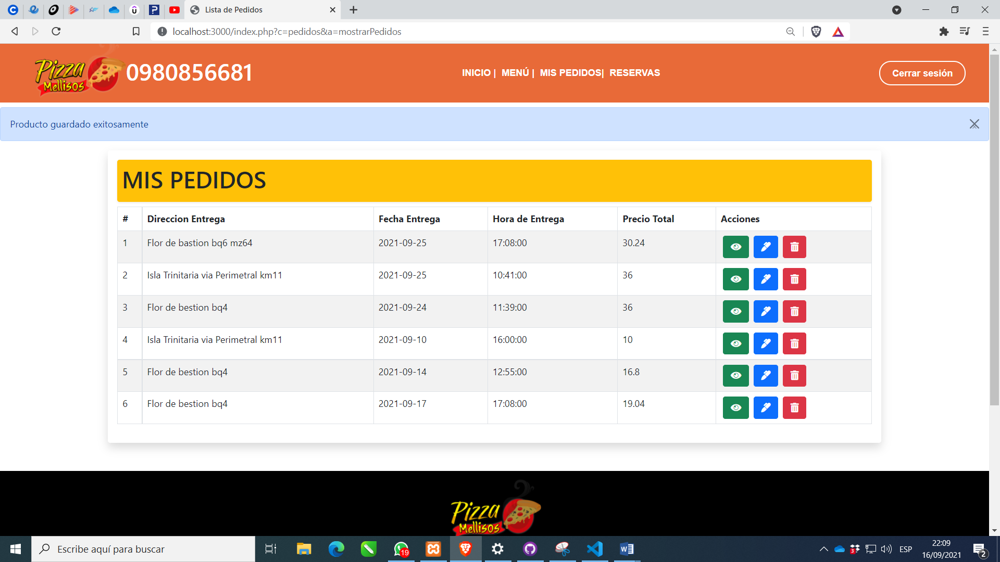 Lista de Pedidos
localhost:3000/index.php?c=pedidos&a=mostrarPedidos
Pizza
Mellisos
0980856681
INICIO | MENÚ | MIS PEDIDOS| RESERVAS
Cerrar sesión
Producto guardado exitosamente
MIS PEDIDOS
# Direccion Entrega Fecha Entrega Hora de Entrega Precio Total Acciones
1 Flor de bastion bq6 mz64 2021-09-25 17:08:00 30.24
2 Isla Trinitaria via Perimetral km11 2021-09-25 10:41:00 36
3 Flor de bestion bq4 2021-09-24 11:39:00 36
4 Isla Trinitaria via Perimetral km11 2021-09-10 16:00:00 10
5 Flor de bestion bq4 2021-09-14 12:55:00 16.8
6 Flor de bestion bq4 2021-09-17 17:08:00 19.04
Pizza
Mellisos
Escribe aquí para buscar
19
3
ESP
22:09
16/09/2021
2